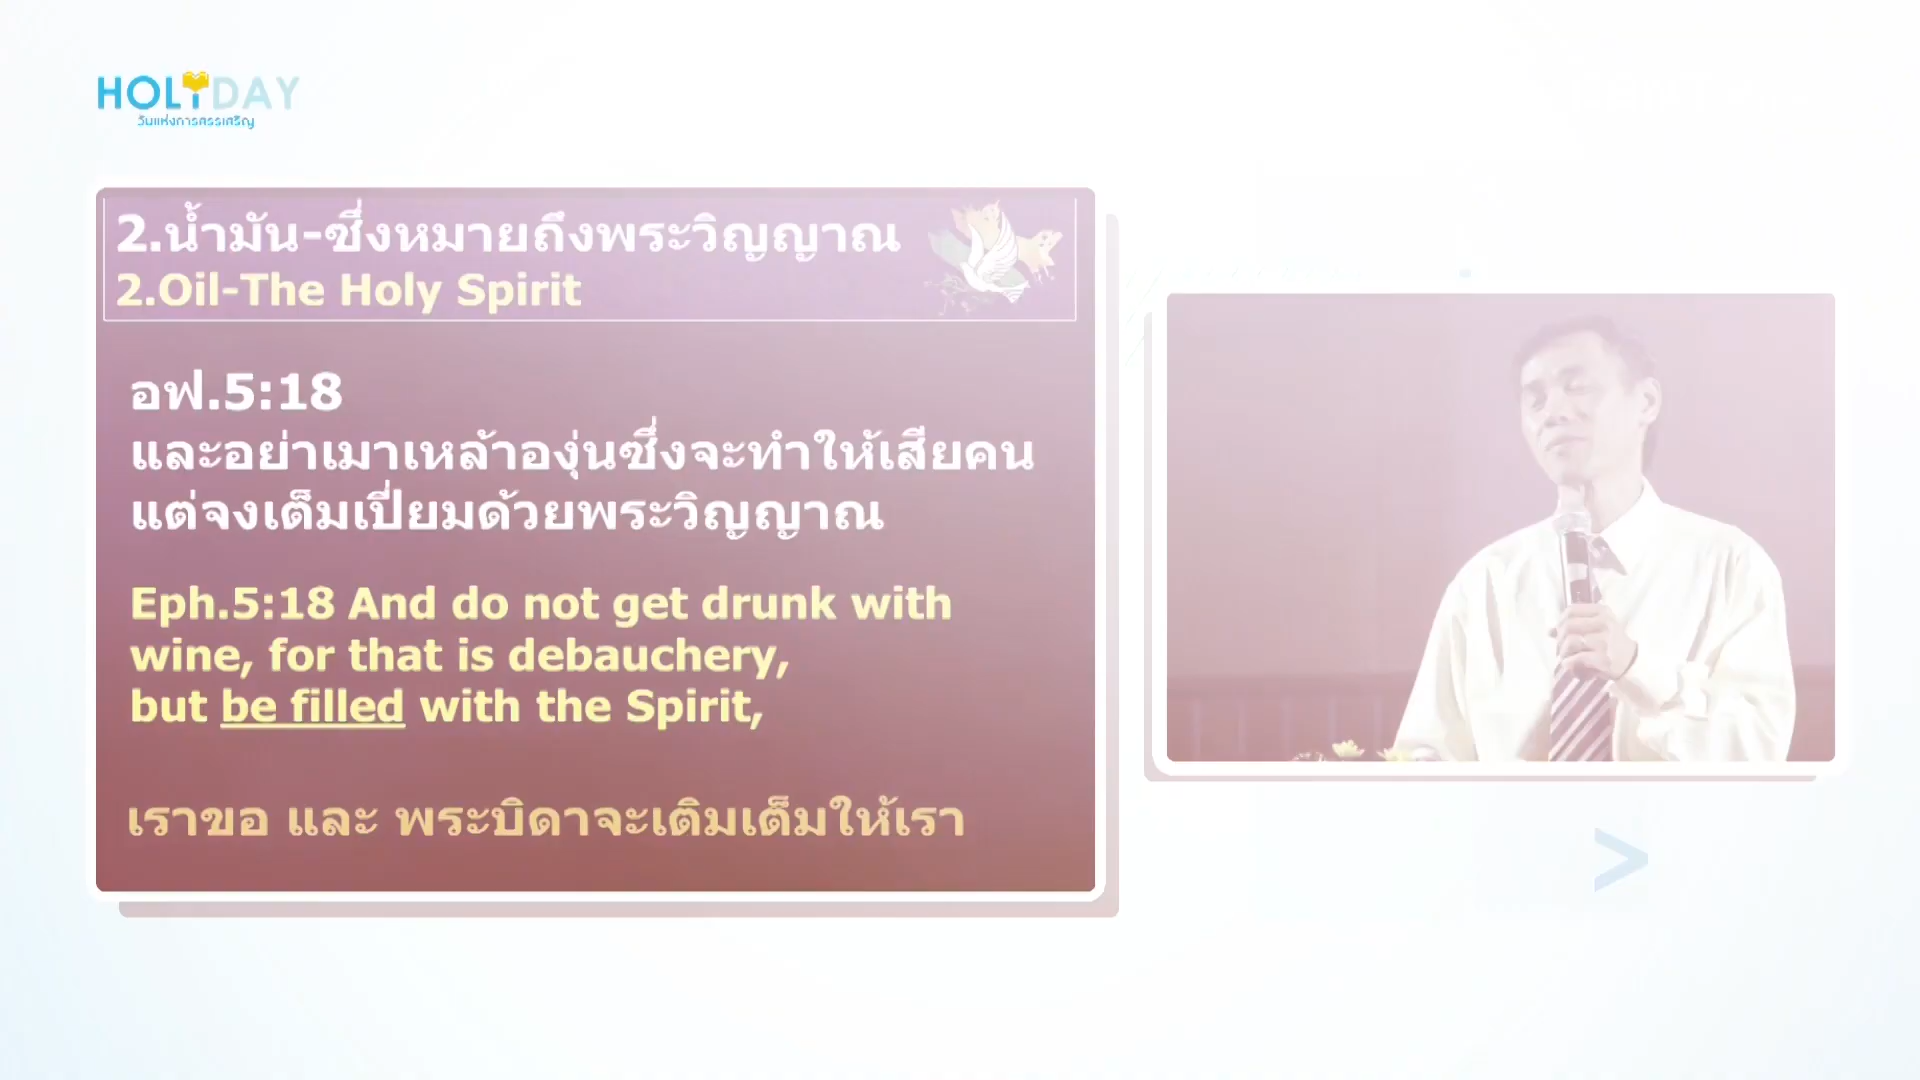 HOLYDAY
วันแห่งการสรรเสริญ
2.น้ำมัน-ซึ่งหมายถึงพระวิญญาณ
2.Oil-The Holy Spirit
อฟ.5:18
และอย่าเมาเหล้าองุ่นซึ่งจะทำให้เสียคน
แต่จงเต็มเปี่ยมด้วยพระวิญญาณ
Eph.5:18 And do not get drunk with
wine, for that is debauchery,
but be filled with the Spirit,
เราขอ และ พระบิดาจะเติมเต็มให้เรา
>